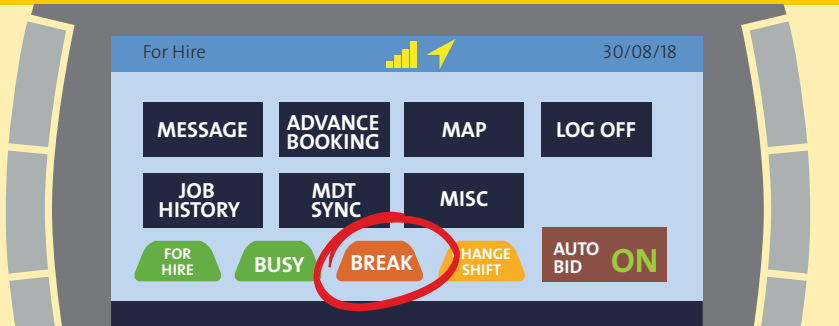 For Hire 30/08/18
MESSAGE
ADVANCE
BOOKING
MAP
LOG OFF
JOB
HISTORY
MDT
SYNC
MISC
FOR
HIRE
BUSY
BREAK
HANGE
SHIFT
AUTO
BID
ON